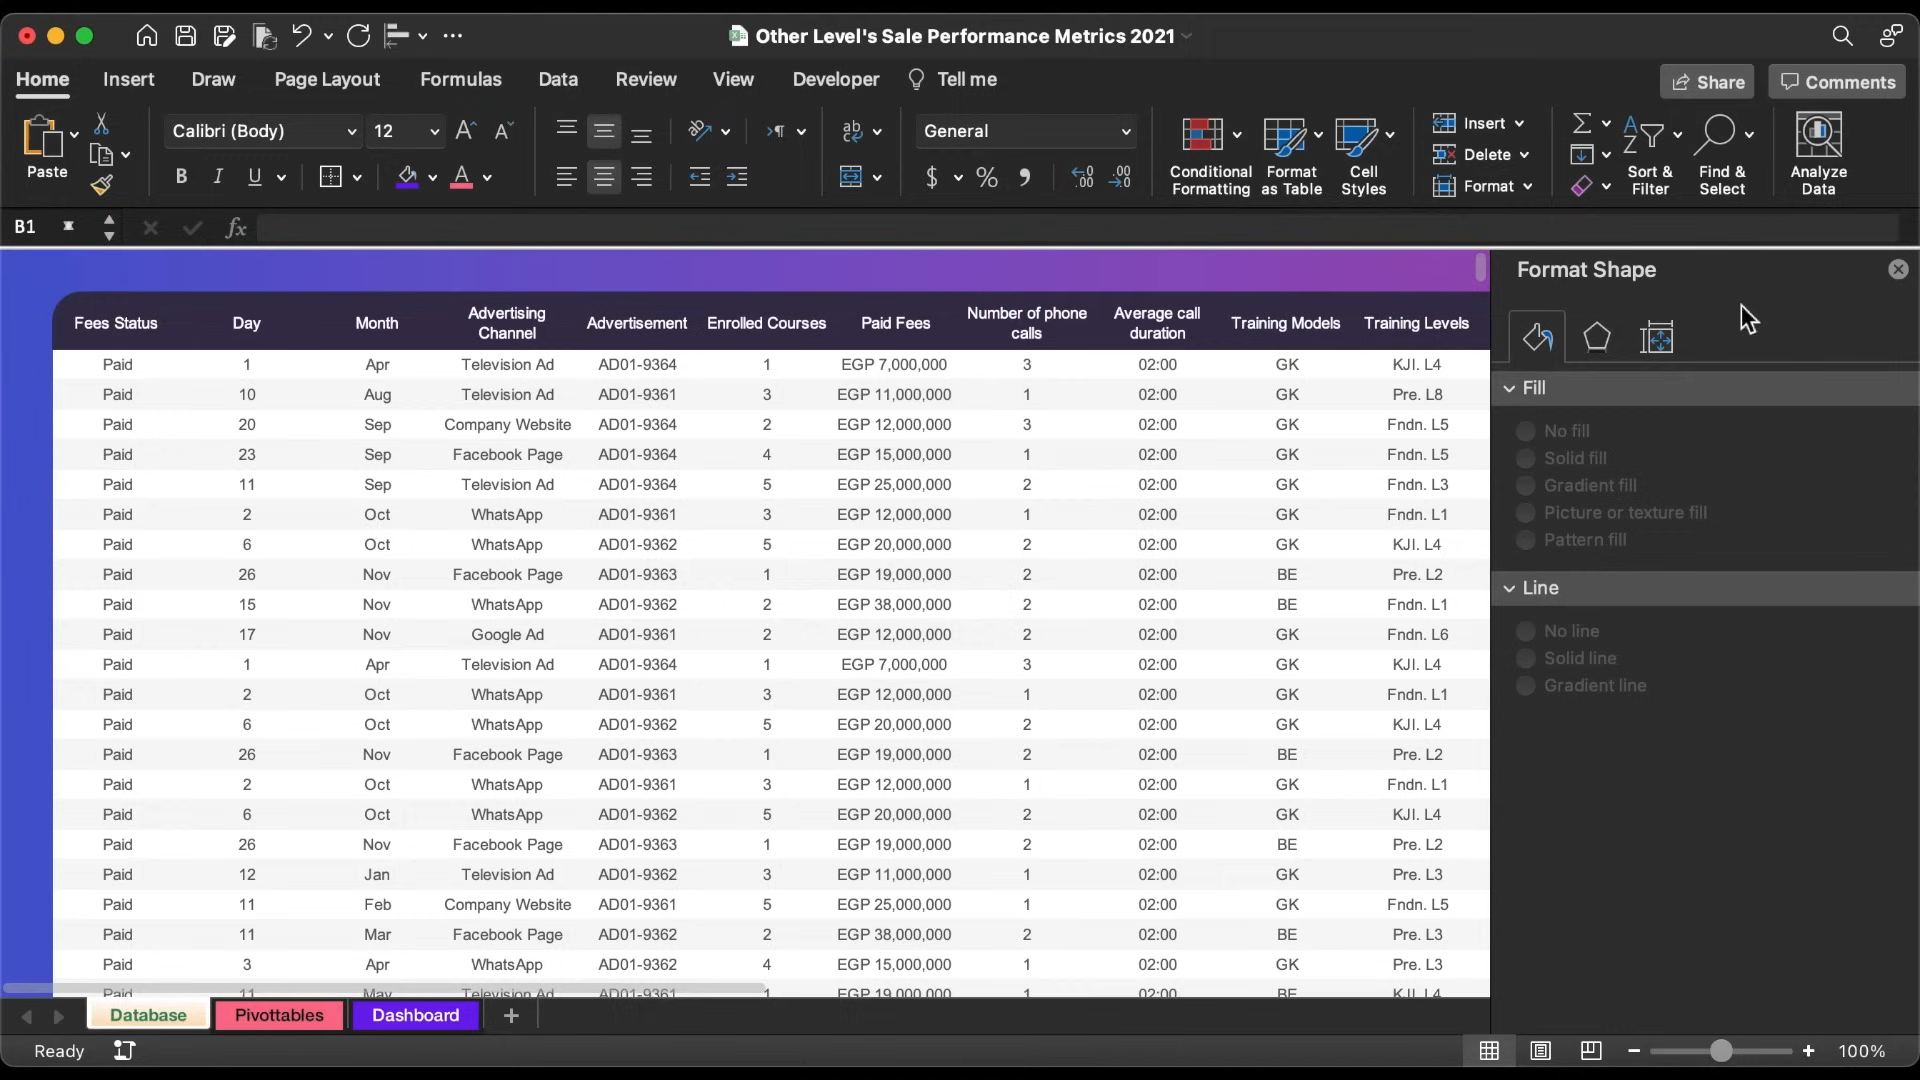 Other Level's Sale Performance Metrics 2021
Home Insert Draw Page Layout Formulas Data Review View Developer Tell me Share Comments
Paste Calibri (Body) 12 General Conditional Formatting Format as Table Cell Styles Insert Delete Format Sort & Filter Find & Select Analyze Data
B1 fx
Format Shape
Fees Status Day Month Advertising Channel Advertisement Enrolled Courses Paid Fees Number of phone calls Average call duration Training Models Training Levels
Paid 1 Apr Television Ad AD01-9364 1 EGP 7,000,000 3 02:00 GK KJI. L4
Paid 10 Aug Television Ad AD01-9361 3 EGP 11,000,000 1 02:00 GK Pre. L8
Paid 20 Sep Company Website AD01-9364 2 EGP 12,000,000 3 02:00 GK Fndn. L5
Paid 23 Sep Facebook Page AD01-9364 4 EGP 15,000,000 1 02:00 GK Fndn. L5
Paid 11 Sep Television Ad AD01-9364 5 EGP 25,000,000 2 02:00 GK Fndn. L3
Paid 2 Oct WhatsApp AD01-9361 3 EGP 12,000,000 1 02:00 GK Fndn. L1
Paid 6 Oct WhatsApp AD01-9362 5 EGP 20,000,000 2 02:00 GK KJI. L4
Paid 26 Nov Facebook Page AD01-9363 1 EGP 19,000,000 2 02:00 BE Pre. L2
Paid 15 Nov WhatsApp AD01-9362 2 EGP 38,000,000 2 02:00 BE Fndn. L1
Paid 17 Nov Google Ad AD01-9361 2 EGP 12,000,000 2 02:00 GK Fndn. L6
Paid 1 Apr Television Ad AD01-9364 1 EGP 7,000,000 3 02:00 GK KJI. L4
Paid 2 Oct WhatsApp AD01-9361 3 EGP 12,000,000 1 02:00 GK Fndn. L1
Paid 6 Oct WhatsApp AD01-9362 5 EGP 20,000,000 2 02:00 GK KJI. L4
Paid 26 Nov Facebook Page AD01-9363 1 EGP 19,000,000 2 02:00 BE Pre. L2
Paid 2 Oct WhatsApp AD01-9361 3 EGP 12,000,000 1 02:00 GK Fndn. L1
Paid 6 Oct WhatsApp AD01-9362 5 EGP 20,000,000 2 02:00 GK KJI. L4
Paid 26 Nov Facebook Page AD01-9363 1 EGP 19,000,000 2 02:00 BE Pre. L2
Paid 12 Jan Television Ad AD01-9362 3 EGP 11,000,000 1 02:00 GK Pre. L3
Paid 11 Feb Company Website AD01-9361 5 EGP 25,000,000 1 02:00 GK Fndn. L5
Paid 11 Mar Facebook Page AD01-9362 2 EGP 38,000,000 2 02:00 BE Pre. L3
Paid 3 Apr WhatsApp AD01-9362 4 EGP 15,000,000 1 02:00 GK Pre. L3
Paid 11 May Television Ad AD01-9361 1 EGP 19,000,000 1 02:00 BE KJI. L4
Fill
No fill
Solid fill
Gradient fill
Picture or texture fill
Pattern fill
Line
No line
Solid line
Gradient line
Database Pivottables Dashboard
Ready 100%